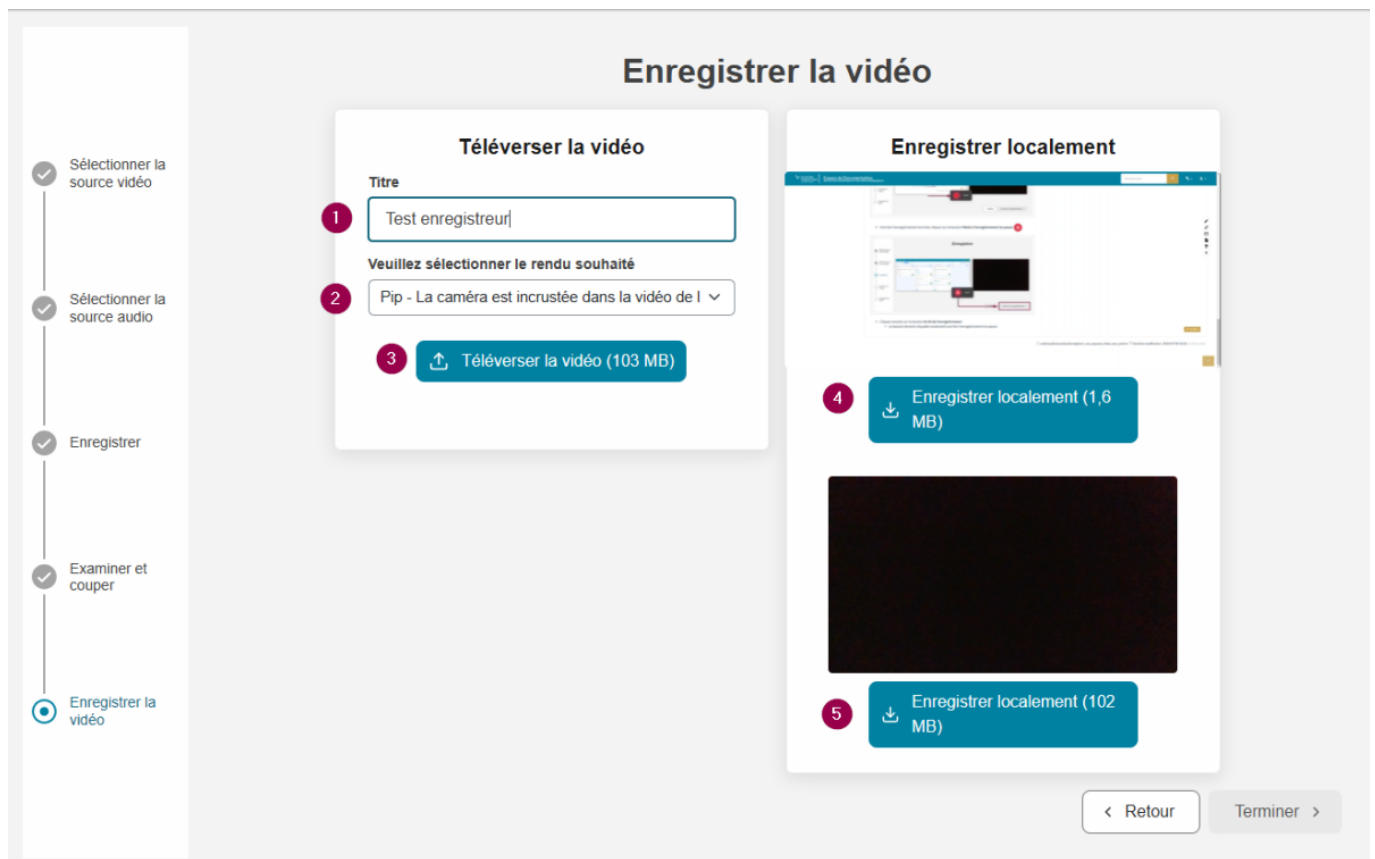 Enregistrer la vidéo
Sélectionner la
source vidéo
Sélectionner la
source audio
Enregistrer
Examiner et
couper
Enregistrer la
vidéo
Téléverser la vidéo
Titre
1
Test enregistreur
Veuillez sélectionner le rendu souhaité
2
Pip - La caméra est incrustée dans la vidéo de l
3
Téléverser la vidéo (103 MB)
Enregistrer localement
4
Enregistrer localement (1,6
MB)
5
Enregistrer localement (102
MB)
Retour
Terminer